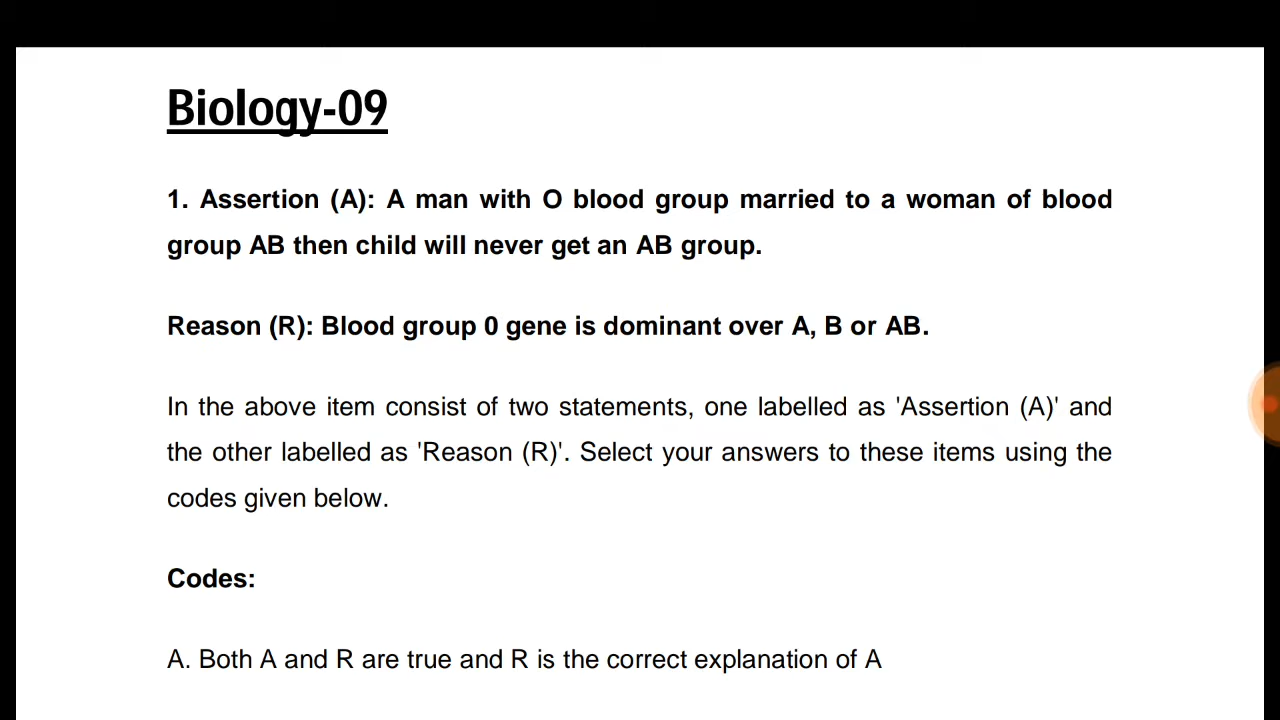 Biology-09
1. Assertion (A): A man with O blood group married to a woman of blood
group AB then child will never get an AB group.
Reason (R): Blood group 0 gene is dominant over A, B or AB.
In the above item consist of two statements, one labelled as 'Assertion (A)' and
the other labelled as 'Reason (R)'. Select your answers to these items using the
codes given below.
Codes:
A. Both A and R are true and R is the correct explanation of A